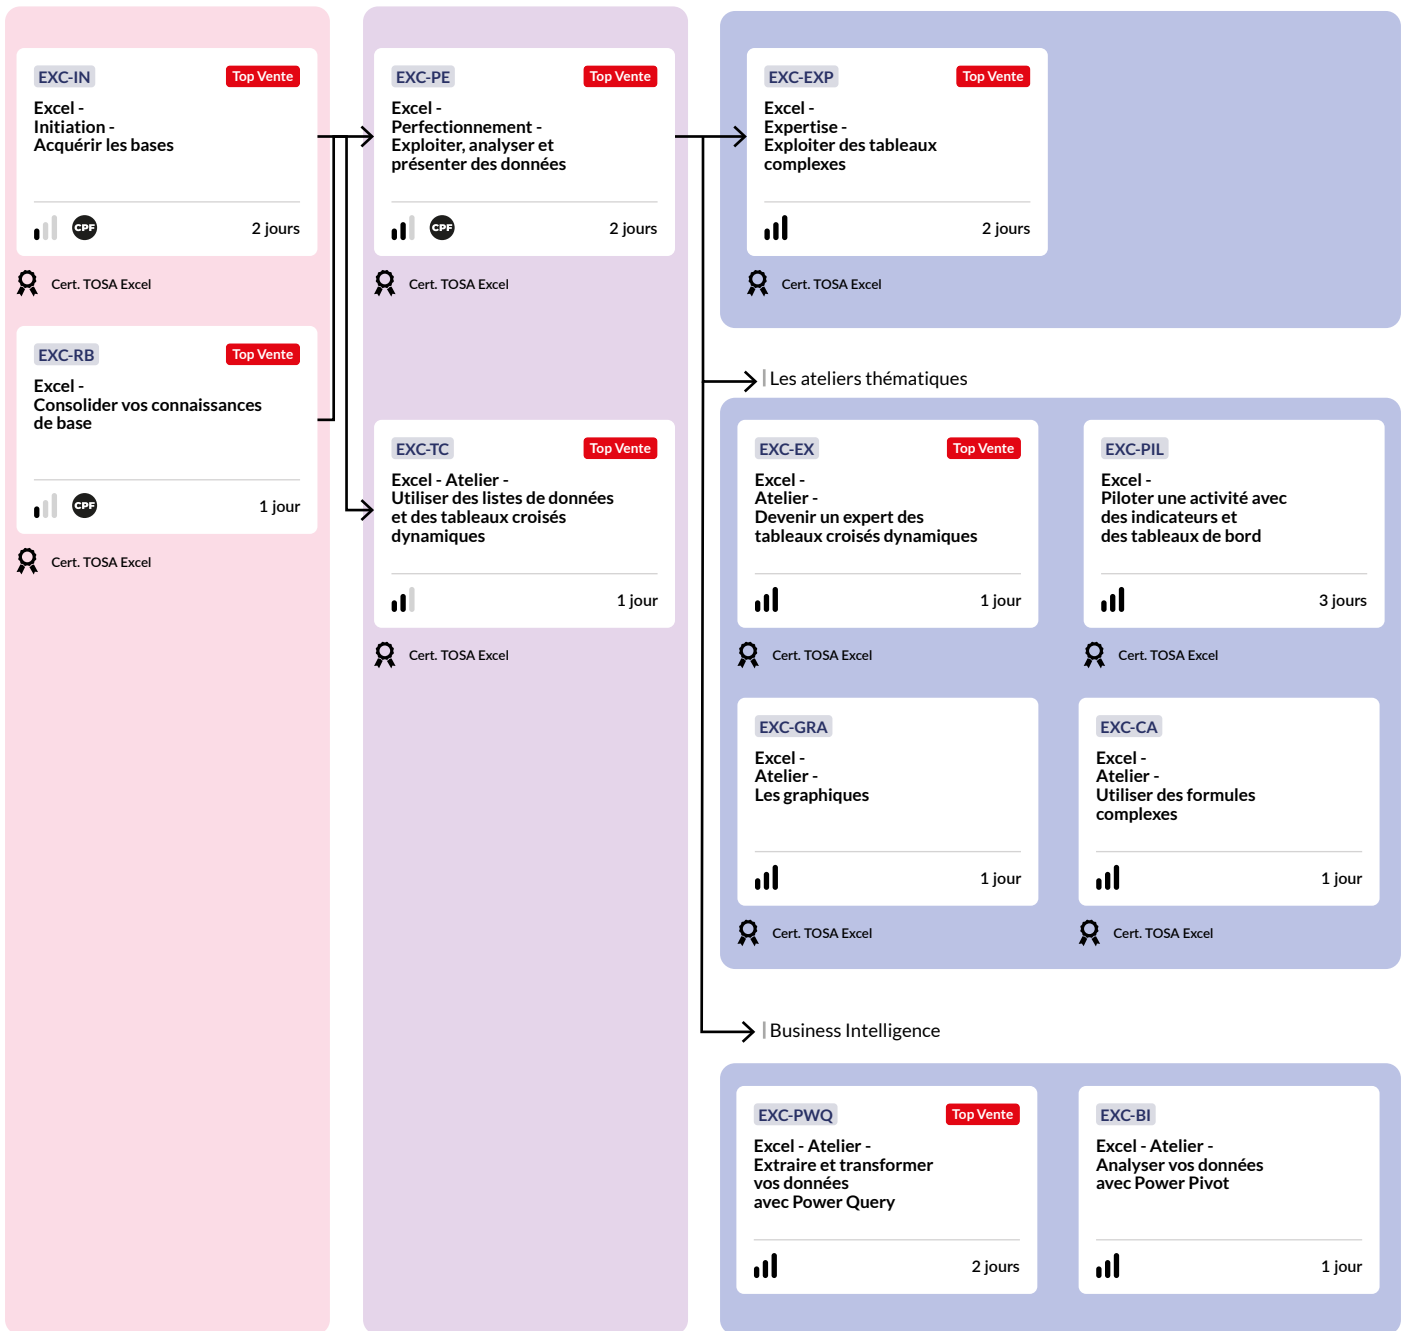 EXC-IN
Top Vente
Excel -
Initiation -
Acquérir les bases
CPF
2 jours
Cert. TOSA Excel
EXC-RB
Top Vente
Excel -
Consolider vos connaissances
de base
CPF
1 jour
Cert. TOSA Excel
EXC-PE
Top Vente
Excel -
Perfectionnement -
Exploiter, analyser et
présenter des données
CPF
2 jours
Cert. TOSA Excel
EXC-TC
Top Vente
Excel - Atelier -
Utiliser des listes de données
et des tableaux croisés
dynamiques
1 jour
Cert. TOSA Excel
EXC-EXP
Top Vente
Excel -
Expertise -
Exploiter des tableaux
complexes
2 jours
Cert. TOSA Excel
Les ateliers thématiques
EXC-EX
Top Vente
Excel -
Atelier -
Devenir un expert des
tableaux croisés dynamiques
1 jour
Cert. TOSA Excel
EXC-PIL
Excel -
Piloter une activité avec
des indicateurs et
des tableaux de bord
3 jours
Cert. TOSA Excel
EXC-GRA
Excel -
Atelier -
Les graphiques
1 jour
Cert. TOSA Excel
EXC-CA
Excel -
Atelier -
Utiliser des formules
complexes
1 jour
Cert. TOSA Excel
Business Intelligence
EXC-PWQ
Top Vente
Excel - Atelier -
Extraire et transformer
vos données
avec Power Query
2 jours
EXC-BI
Excel - Atelier -
Analyser vos données
avec Power Pivot
1 jour